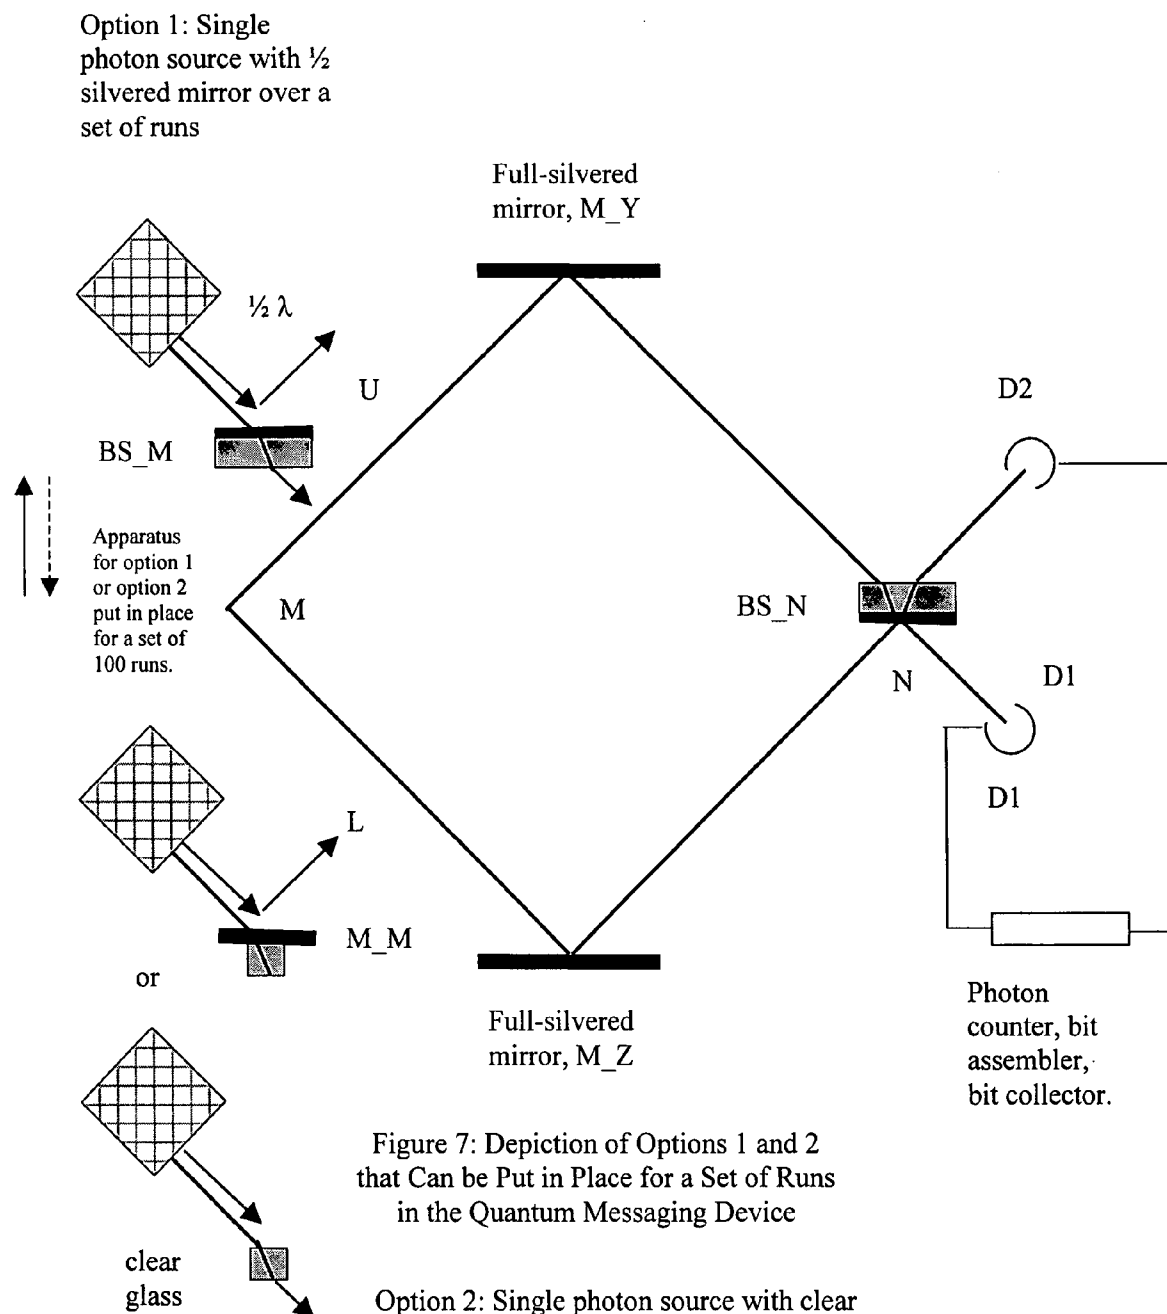 Option 1: Single
photon source with ½
silvered mirror over a
set of runs
Full-silvered
mirror, M_Y
½ λ
U
D2
BS_M
Apparatus
for option 1
or option 2
put in place
for a set of
100 runs.
M
BS_N
N
D1
D1
L
M_M
or
Full-silvered
mirror, M_Z
Photon
counter, bit
assembler,
bit collector.
Figure 7: Depiction of Options 1 and 2
that Can be Put in Place for a Set of Runs
in the Quantum Messaging Device
clear
glass
Option 2: Single photon source with clear